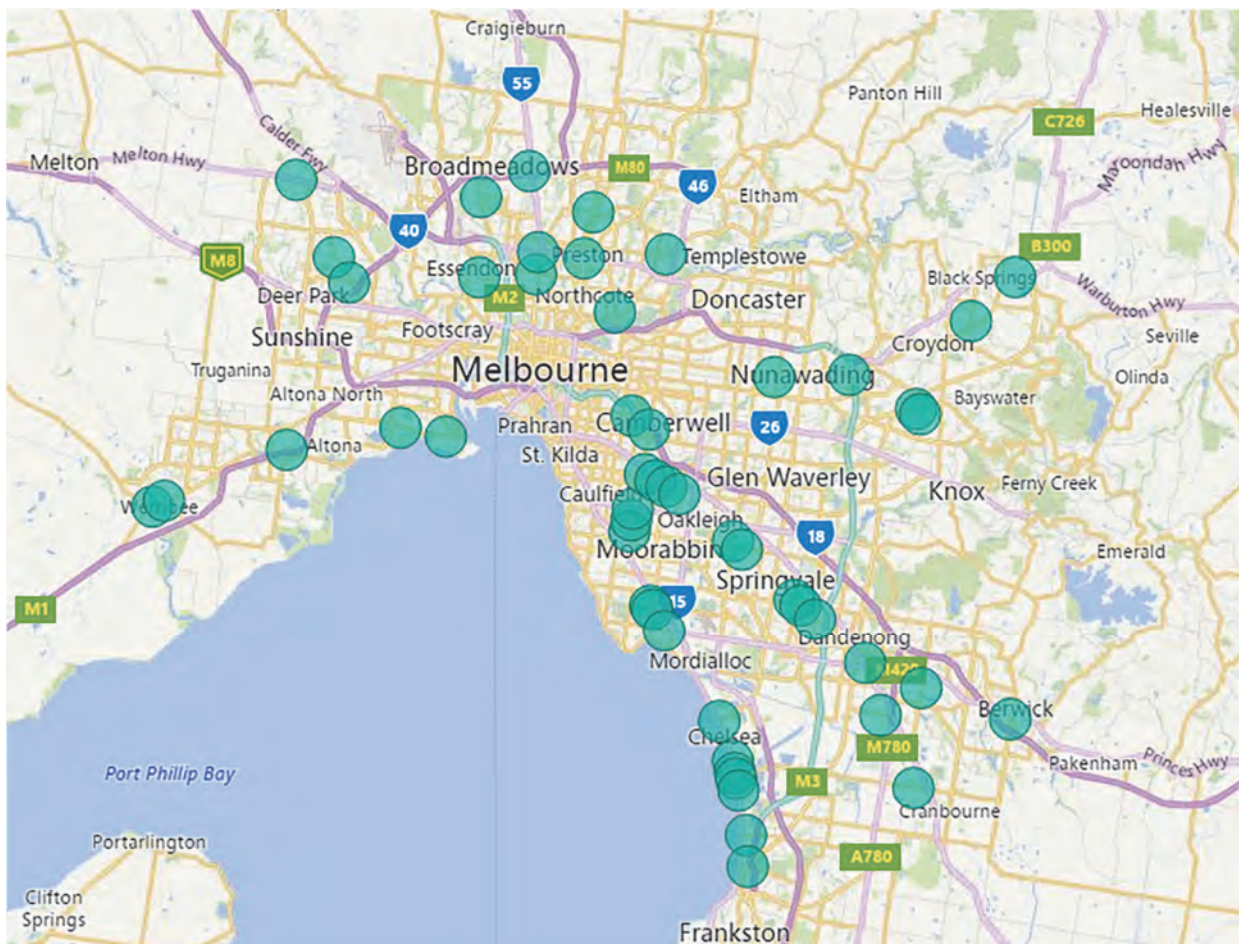 Craigieburn
55
Panton Hill
Healesville
C726
Calder Fwy
Melton
Melton Hwy
Broadmeadows
M80
46
Maroondah Hwy
Eltham
40
M8
B300
Essendon
Preston
Templestowe
Black Springs
Deer Park
M2
Northcote
Doncaster
Warburton Hwy
Sunshine
Footscray
Croydon
Seville
Truganina
Melbourne
Nunawading
Olinda
Altona North
Bayswater
Prahran
Camberwell
26
Altona
St. Kilda
Glen Waverley
Knox
Ferny Creek
Caulfield
Werribee
Oakleigh
18
Moorabbin
Emerald
Springvale
M1
15
Dandenong
Mordialloc
Berwick
Chelsea
M780
Pakenham
Princes Hwy
Port Phillip Bay
M3
Cranbourne
Portarlington
A780
Clifton
Springs
Frankston